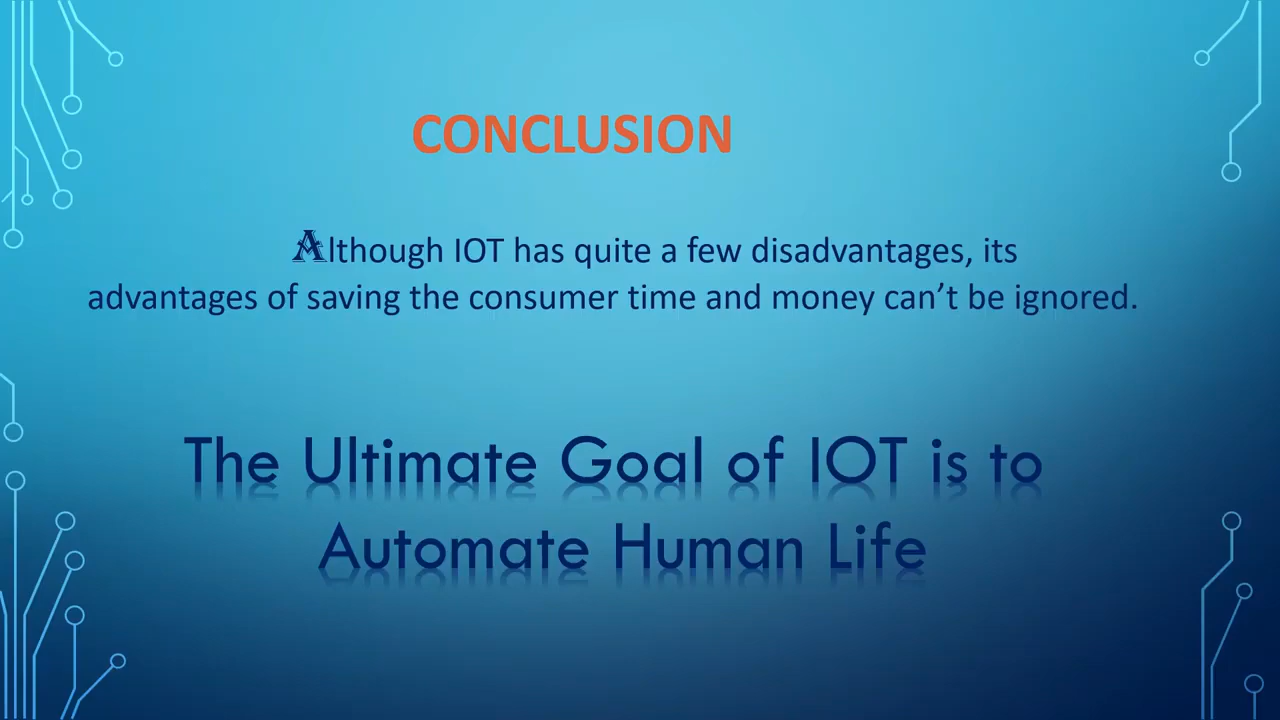 CONCLUSION
Although IOT has quite a few disadvantages, its
advantages of saving the consumer time and money can’t be ignored.
The Ultimate Goal of IOT is to
Automate Human Life